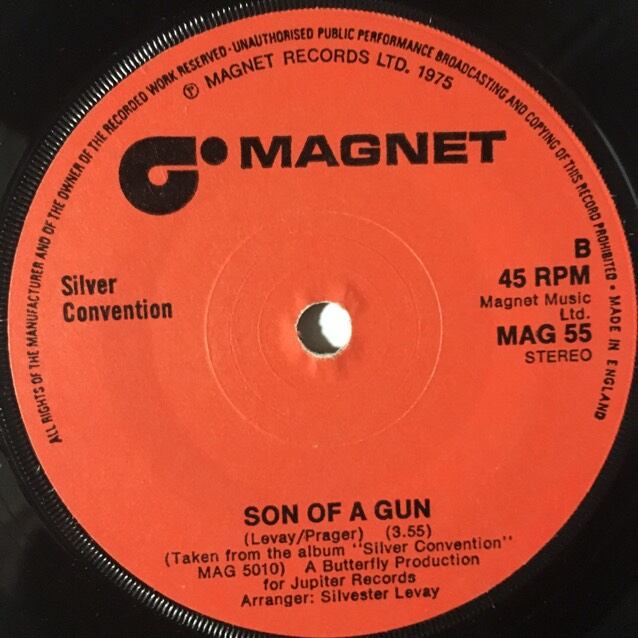 ALL RIGHTS OF THE MANUFACTURER AND OF THE OWNER OF THE RECORDED WORK RESERVED · UNAUTHORISED PUBLIC PERFORMANCE BROADCASTING AND COPYING OF THIS RECORD PROHIBITED • MADE IN ENGLAND
℗ MAGNET RECORDS LTD. 1975
MAGNET
Silver
Convention
B
45 RPM
Magnet Music
Ltd.
MAG 55
STEREO
SON OF A GUN
(Levay/Prager) (3.55)
(Taken from the album "Silver Convention"
MAG 5010) A Butterfly Production
for Jupiter Records
Arranger: Silvester Levay